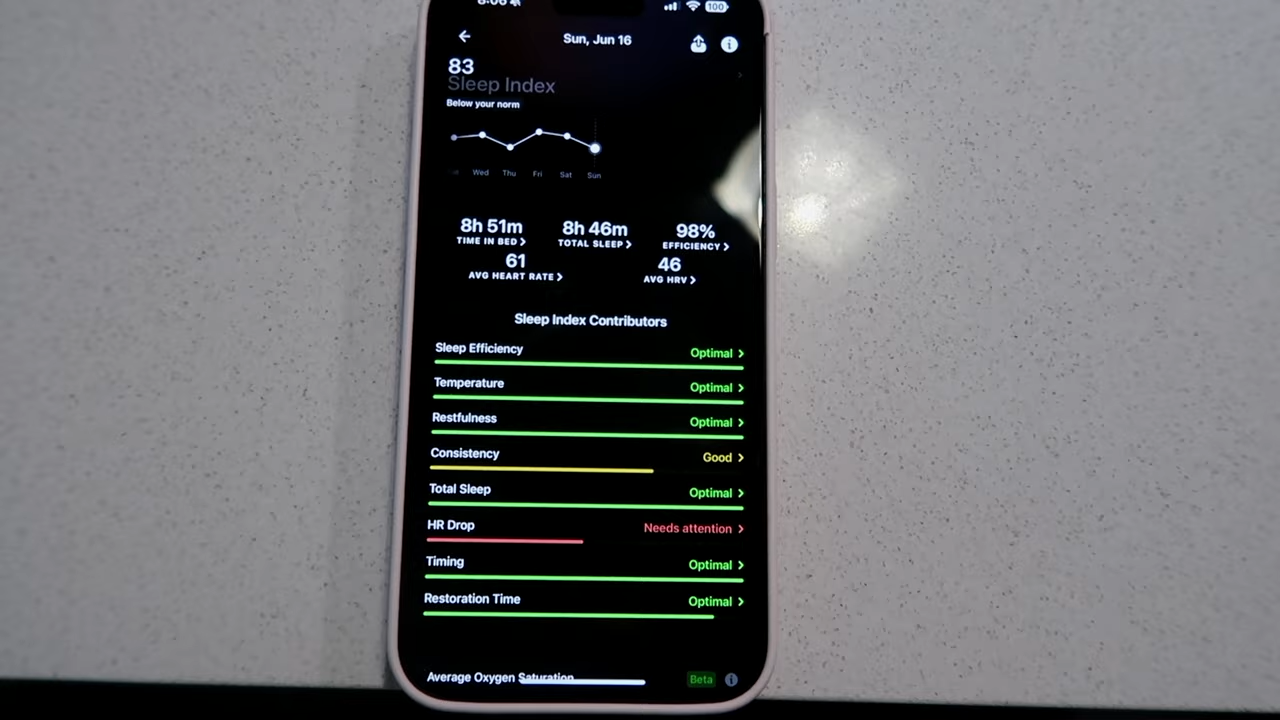 100
Sun, Jun 16
83
Sleep Index
Below your norm
Wed Thu Fri Sat Sun
8h 51m 8h 46m 98%
TIME IN BED TOTAL SLEEP EFFICIENCY
61 46
AVG HEART RATE AVG HRV
Sleep Index Contributors
Sleep Efficiency Optimal
Temperature Optimal
Restfulness Optimal
Consistency Good
Total Sleep Optimal
HR Drop Needs attention
Timing Optimal
Restoration Time Optimal
Average Oxygen Saturation Beta